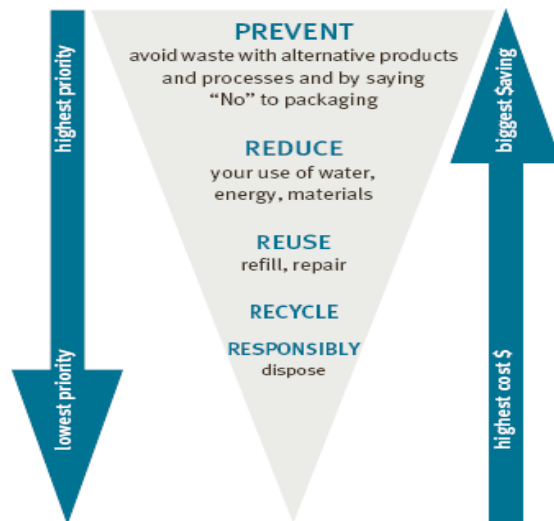 PREVENT
avoid waste with alternative products
and processes and by saying
“No” to packaging
REDUCE
your use of water,
energy, materials
REUSE
refill, repair
RECYCLE
RESPONSIBLY
dispose
highest priority
lowest priority
biggest $aving
highest cost $